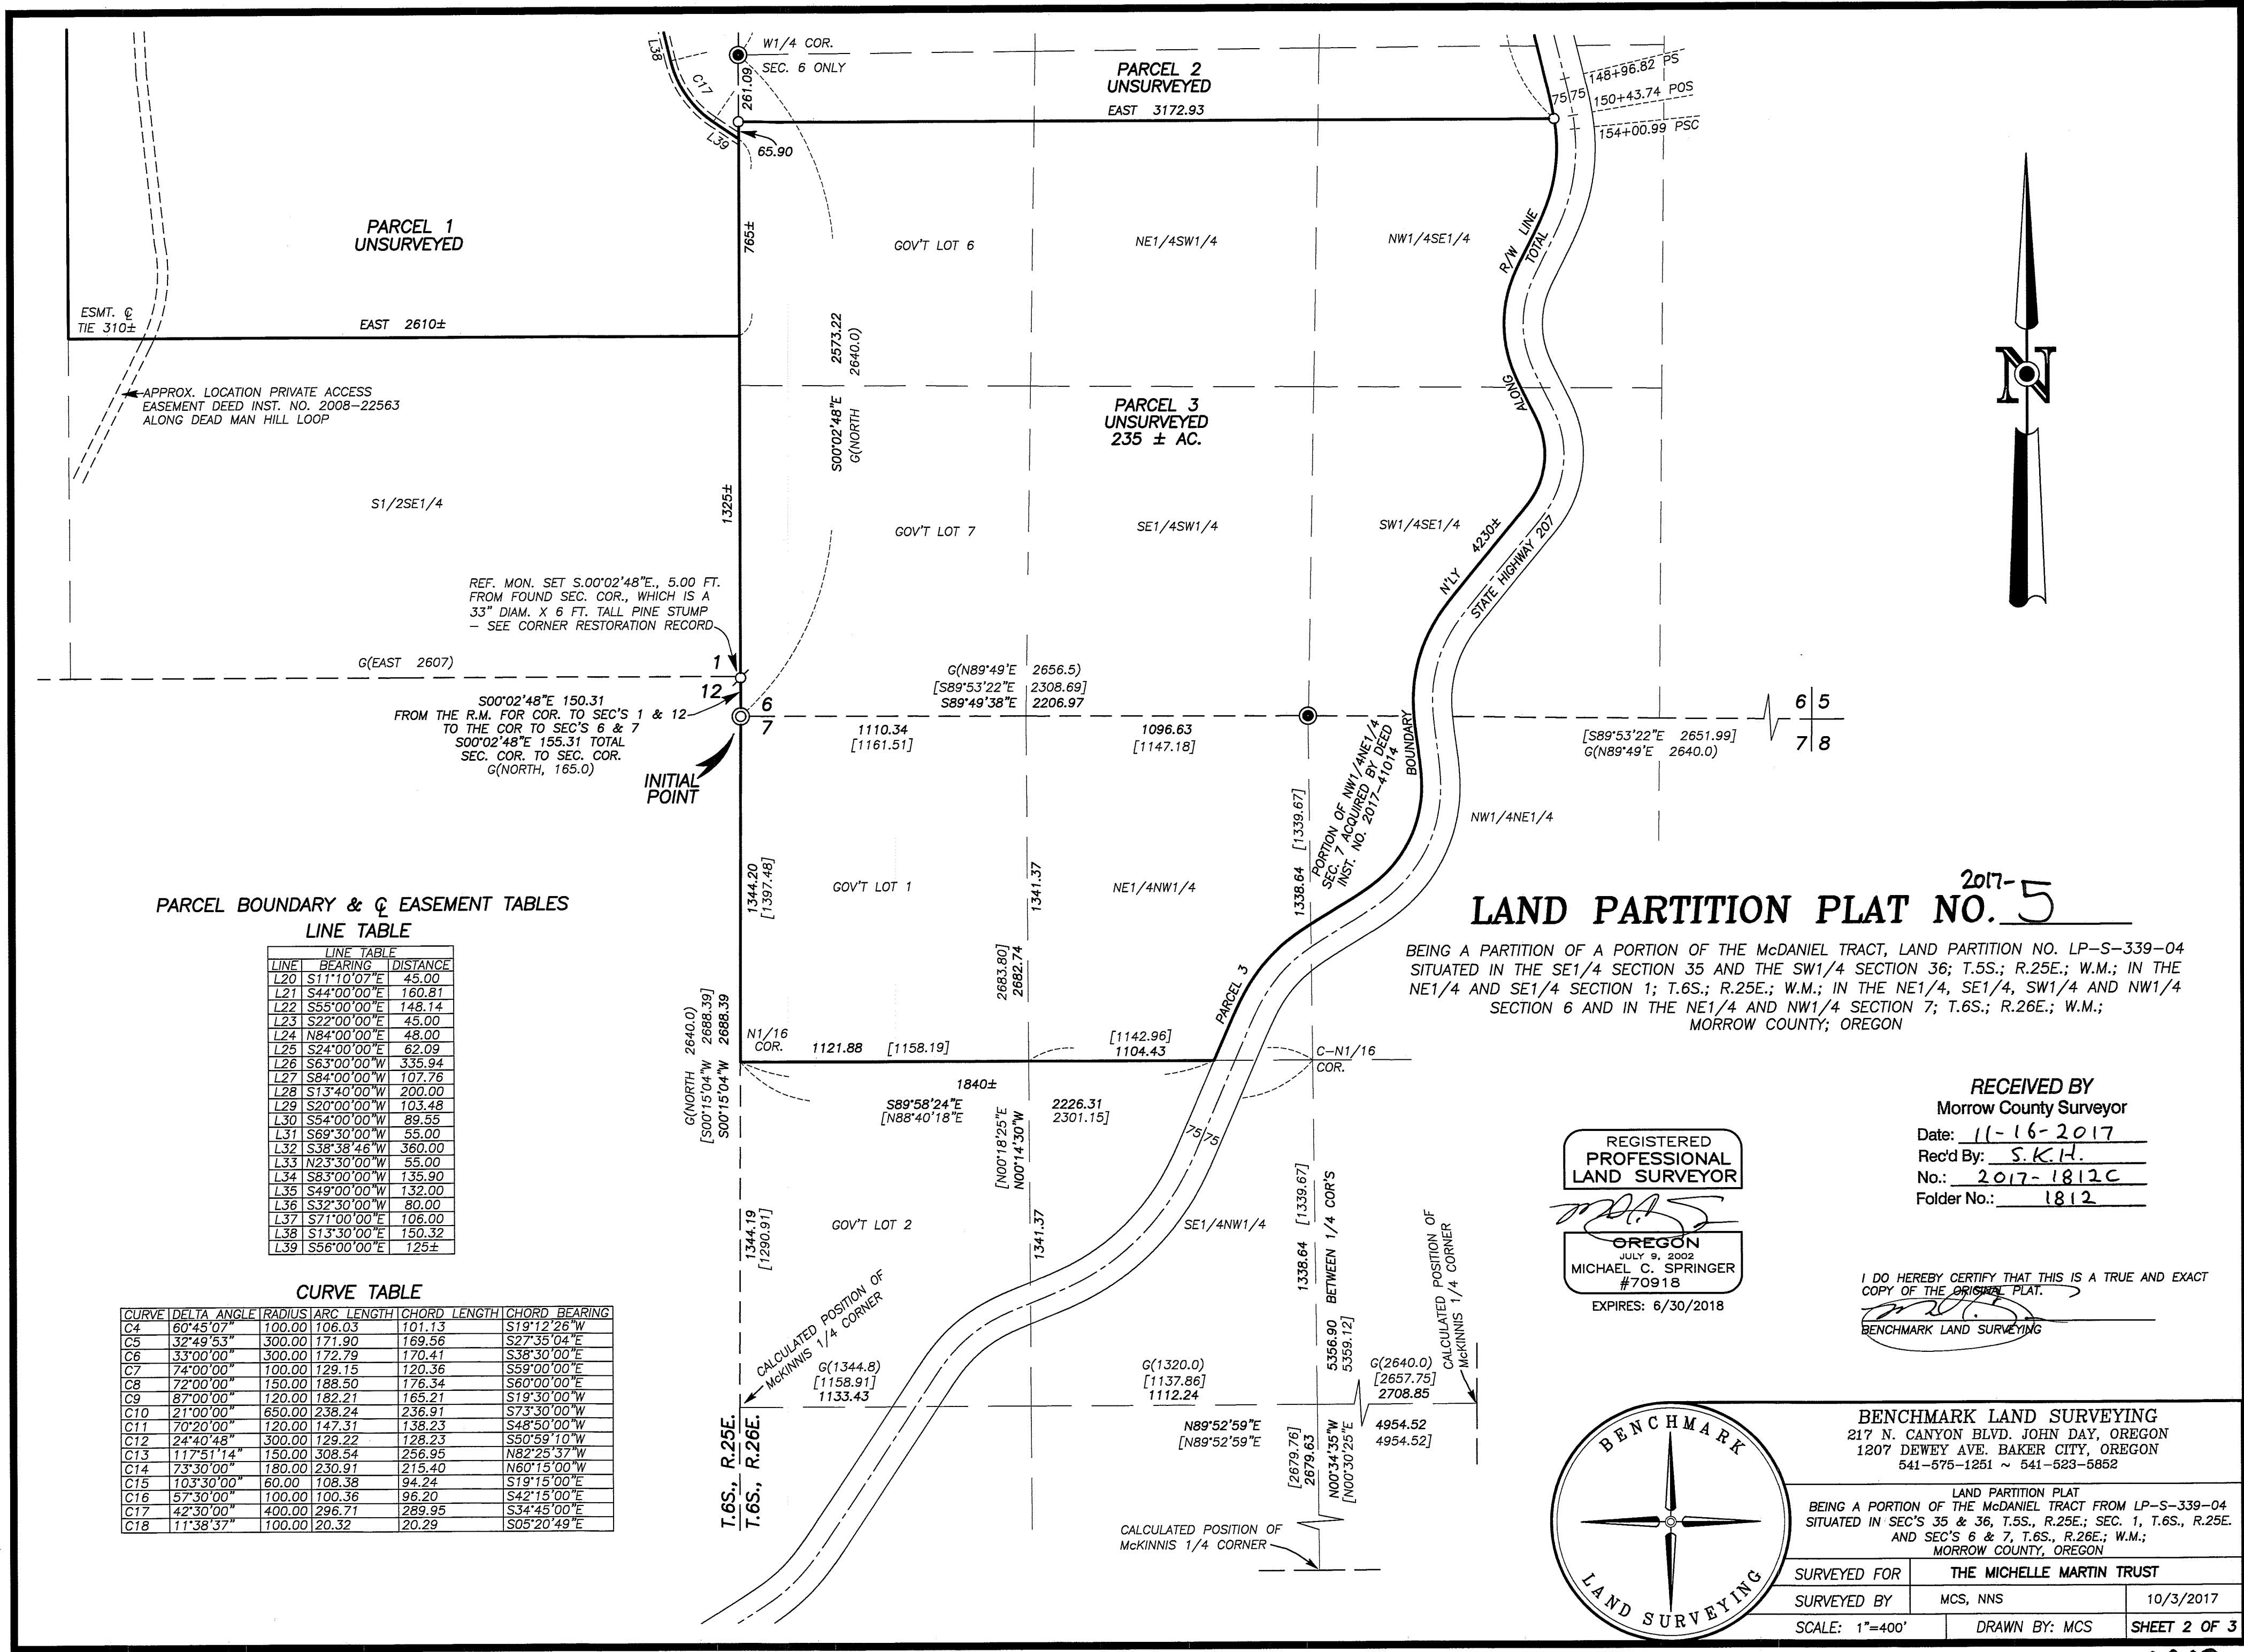 W1/4 COR.
SEC. 6 ONLY
L38
C17
L39
261.09
65.90
PARCEL 2
UNSURVEYED
EAST 3172.93
148+96.82 PS
150+43.74 POS
154+00.99 PSC
75 75
PARCEL 1
UNSURVEYED
765±
GOV'T LOT 6
NE1/4SW1/4
NW1/4SE1/4
R/W LINE
TOTAL
ALONG
ESMT. ℄
TIE 310±
EAST 2610±
S00°02'48"E 2573.22
G(NORTH 2640.0)
N
APPROX. LOCATION PRIVATE ACCESS
EASEMENT DEED INST. NO. 2008-22563
ALONG DEAD MAN HILL LOOP
PARCEL 3
UNSURVEYED
235 ± AC.
S1/2SE1/4
1325±
GOV'T LOT 7
SE1/4SW1/4
SW1/4SE1/4
N'LY 4230±
STATE HIGHWAY 207
REF. MON. SET S.00°02'48"E., 5.00 FT.
FROM FOUND SEC. COR., WHICH IS A
33" DIAM. X 6 FT. TALL PINE STUMP
- SEE CORNER RESTORATION RECORD
G(EAST 2607)
1
12
6
7
S00°02'48"E 150.31
FROM THE R.M. FOR COR. TO SEC'S 1 & 12
TO THE COR TO SEC'S 6 & 7
S00°02'48"E 155.31 TOTAL
SEC. COR. TO SEC. COR.
G(NORTH, 165.0)
INITIAL
POINT
G(N89°49'E 2656.5)
[S89°53'22"E 2308.69]
S89°49'38"E 2206.97
1110.34
[1161.51]
1096.63
[1147.18]
[S89°53'22"E 2651.99]
G(N89°49'E 2640.0)
6 5
7 8
BOUNDARY
PORTION OF NW1/4NE1/4
SEC. 7 ACQUIRED BY DEED
INST. NO. 2017-41014
NW1/4NE1/4
1338.64 [1339.67]
1344.20
[1397.48]
GOV'T LOT 1
1341.37
NE1/4NW1/4
2683.80]
2682.74
PARCEL 3
G(NORTH 2640.0)
[S00°15'04"W 2688.39]
S00°15'04"W 2688.39
N1/16
COR.
1121.88 [1158.19]
[1142.96]
1104.43
C-N1/16
COR.
1840±
S89°58'24"E 2226.31
[N88°40'18"E 2301.15]
[N00°18'25"E
N00°14'30"W
75 75
1344.19
[1290.91]
GOV'T LOT 2
1341.37
SE1/4NW1/4
1338.64 [1339.67]
5356.90 BETWEEN 1/4 COR'S
5359.12]
CALCULATED POSITION OF
McKINNIS 1/4 CORNER
CALCULATED POSITION OF
McKINNIS 1/4 CORNER
G(1344.8)
[1158.91]
1133.43
G(1320.0)
[1137.86]
1112.24
G(2640.0)
[2657.75]
2708.85
N89°52'59"E 4954.52
[N89°52'59"E 4954.52]
[2679.76]
2679.63
N00°34'35"W
[N00°30'25"E
T.6S., R.25E.
T.6S., R.26E.
CALCULATED POSITION OF
McKINNIS 1/4 CORNER
PARCEL BOUNDARY & ℄ EASEMENT TABLES
LINE TABLE
LINE TABLE
LINE BEARING DISTANCE
L20 S11°10'07"E 45.00
L21 S44°00'00"E 160.81
L22 S55°00'00"E 148.14
L23 S22°00'00"E 45.00
L24 N84°00'00"E 48.00
L25 S24°00'00"E 62.09
L26 S63°00'00"W 335.94
L27 S84°00'00"W 107.76
L28 S13°40'00"W 200.00
L29 S20°00'00"W 103.48
L30 S54°00'00"W 89.55
L31 S69°30'00"W 55.00
L32 S38°38'46"W 360.00
L33 N23°30'00"W 55.00
L34 S83°00'00"W 135.90
L35 S49°00'00"W 132.00
L36 S32°30'00"W 80.00
L37 S71°00'00"E 106.00
L38 S13°30'00"E 150.32
L39 S56°00'00"E 125±
CURVE TABLE
CURVE DELTA ANGLE RADIUS ARC LENGTH CHORD LENGTH CHORD BEARING
C4 60°45'07" 100.00 106.03 101.13 S19°12'26"W
C5 32°49'53" 300.00 171.90 169.56 S27°35'04"E
C6 33°00'00" 300.00 172.79 170.41 S38°30'00"E
C7 74°00'00" 100.00 129.15 120.36 S59°00'00"E
C8 72°00'00" 150.00 188.50 176.34 S60°00'00"E
C9 87°00'00" 120.00 182.21 165.21 S19°30'00"W
C10 21°00'00" 650.00 238.24 236.91 S73°30'00"W
C11 70°20'00" 120.00 147.31 138.23 S48°50'00"W
C12 24°40'48" 300.00 129.22 128.23 S50°59'10"W
C13 117°51'14" 150.00 308.54 256.95 N82°25'37"W
C14 73°30'00" 180.00 230.91 215.40 N60°15'00"W
C15 103°30'00" 60.00 108.38 94.24 S19°15'00"E
C16 57°30'00" 100.00 100.36 96.20 S42°15'00"E
C17 42°30'00" 400.00 296.71 289.95 S34°45'00"E
C18 11°38'37" 100.00 20.32 20.29 S05°20'49"E
LAND PARTITION PLAT NO. 2017-5
BEING A PARTITION OF A PORTION OF THE McDANIEL TRACT, LAND PARTITION NO. LP-S-339-04
SITUATED IN THE SE1/4 SECTION 35 AND THE SW1/4 SECTION 36; T.5S.; R.25E.; W.M.; IN THE
NE1/4 AND SE1/4 SECTION 1; T.6S.; R.25E.; W.M.; IN THE NE1/4, SE1/4, SW1/4 AND NW1/4
SECTION 6 AND IN THE NE1/4 AND NW1/4 SECTION 7; T.6S.; R.26E.; W.M.;
MORROW COUNTY; OREGON
RECEIVED BY
Morrow County Surveyor
Date: 11-16-2017
Rec'd By: S.K.H.
No.: 2017-1812C
Folder No.: 1812
REGISTERED
PROFESSIONAL
LAND SURVEYOR
OREGON
JULY 9, 2002
MICHAEL C. SPRINGER
#70918
EXPIRES: 6/30/2018
I DO HEREBY CERTIFY THAT THIS IS A TRUE AND EXACT
COPY OF THE ORIGINAL PLAT.
BENCHMARK LAND SURVEYING
BENCHMARK
LAND SURVEYING
BENCHMARK LAND SURVEYING
217 N. CANYON BLVD. JOHN DAY, OREGON
1207 DEWEY AVE. BAKER CITY, OREGON
541-575-1251 ~ 541-523-5852
LAND PARTITION PLAT
BEING A PORTION OF THE McDANIEL TRACT FROM LP-S-339-04
SITUATED IN SEC'S 35 & 36, T.5S., R.25E.; SEC. 1, T.6S., R.25E.
AND SEC'S 6 & 7, T.6S., R.26E.; W.M.;
MORROW COUNTY, OREGON
SURVEYED FOR THE MICHELLE MARTIN TRUST
SURVEYED BY MCS, NNS 10/3/2017
SCALE: 1"=400' DRAWN BY: MCS SHEET 2 OF 3